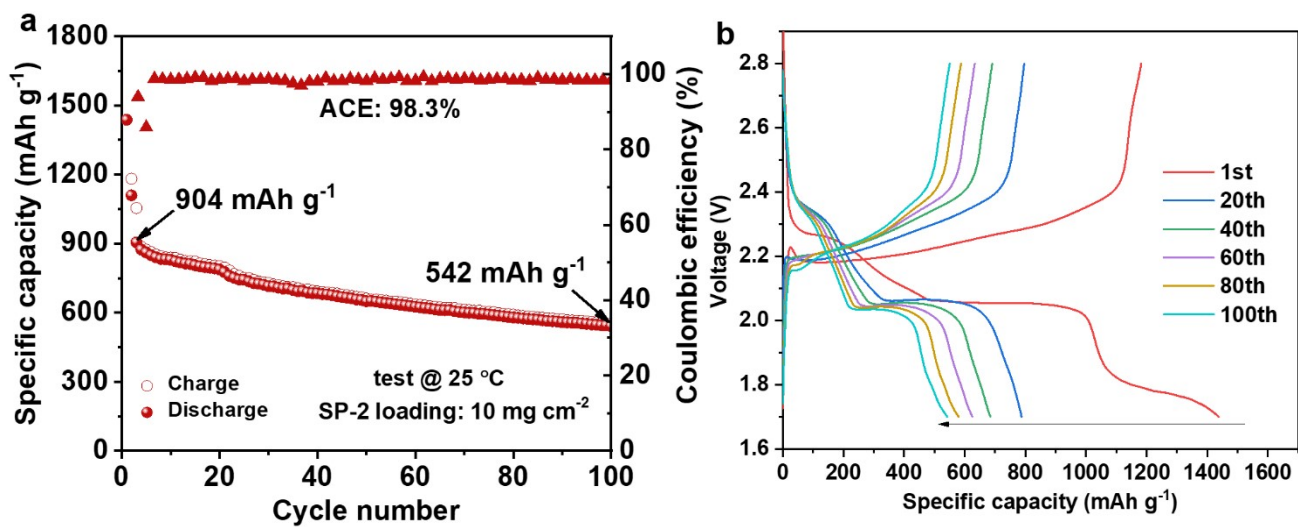 a
Specific capacity (mAh g⁻¹)
1800
1500
1200
900
600
300
0
ACE: 98.3%
904 mAh g⁻¹
542 mAh g⁻¹
Charge
Discharge
test @ 25 °C
SP-2 loading: 10 mg cm⁻²
0 20 40 60 80 100
Cycle number
100
80
60
40
20
0
Coulombic efficiency (%)
b
Voltage (V)
2.8
2.6
2.4
2.2
2.0
1.8
1.6
1st
20th
40th
60th
80th
100th
0 200 400 600 800 1000 1200 1400 1600
Specific capacity (mAh g⁻¹)